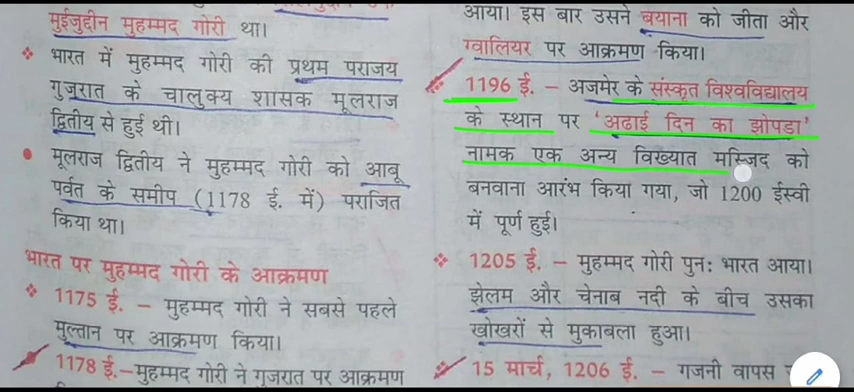 मुईजुद्दीन मुहम्मद गोरी था।
❖ भारत में मुहम्मद गोरी की प्रथम पराजय
गुजरात के चालुक्य शासक मूलराज
द्वितीय से हुई थी।
● मूलराज द्वितीय ने मुहम्मद गोरी को आबू
पर्वत के समीप (1178 ई. में) पराजित
किया था।
भारत पर मुहम्मद गोरी के आक्रमण
❖ 1175 ई. – मुहम्मद गोरी ने सबसे पहले
मुल्तान पर आक्रमण किया।
1178 ई.–मुहम्मद गोरी ने गुजरात पर आक्रमण
आया। इस बार उसने बयाना को जीता और
ग्वालियर पर आक्रमण किया।
❖ 1196 ई. – अजमेर के संस्कृत विश्वविद्यालय
के स्थान पर 'अढाई दिन का झोपडा'
नामक एक अन्य विख्यात मस्जिद को
बनवाना आरंभ किया गया, जो 1200 ईस्वी
में पूर्ण हुई।
❖ 1205 ई. – मुहम्मद गोरी पुनः भारत आया।
झेलम और चेनाब नदी के बीच उसका
खोखरों से मुकाबला हुआ।
❖ 15 मार्च, 1206 ई. – गजनी वापस